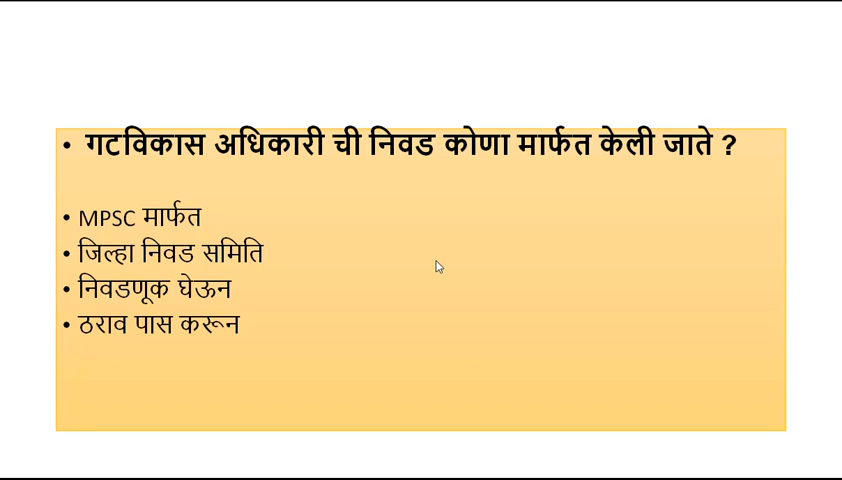 • गटविकास अधिकारी ची निवड कोणा मार्फत केली जाते ?
• MPSC मार्फत
• जिल्हा निवड समिति
• निवडणूक घेऊन
• ठराव पास करून